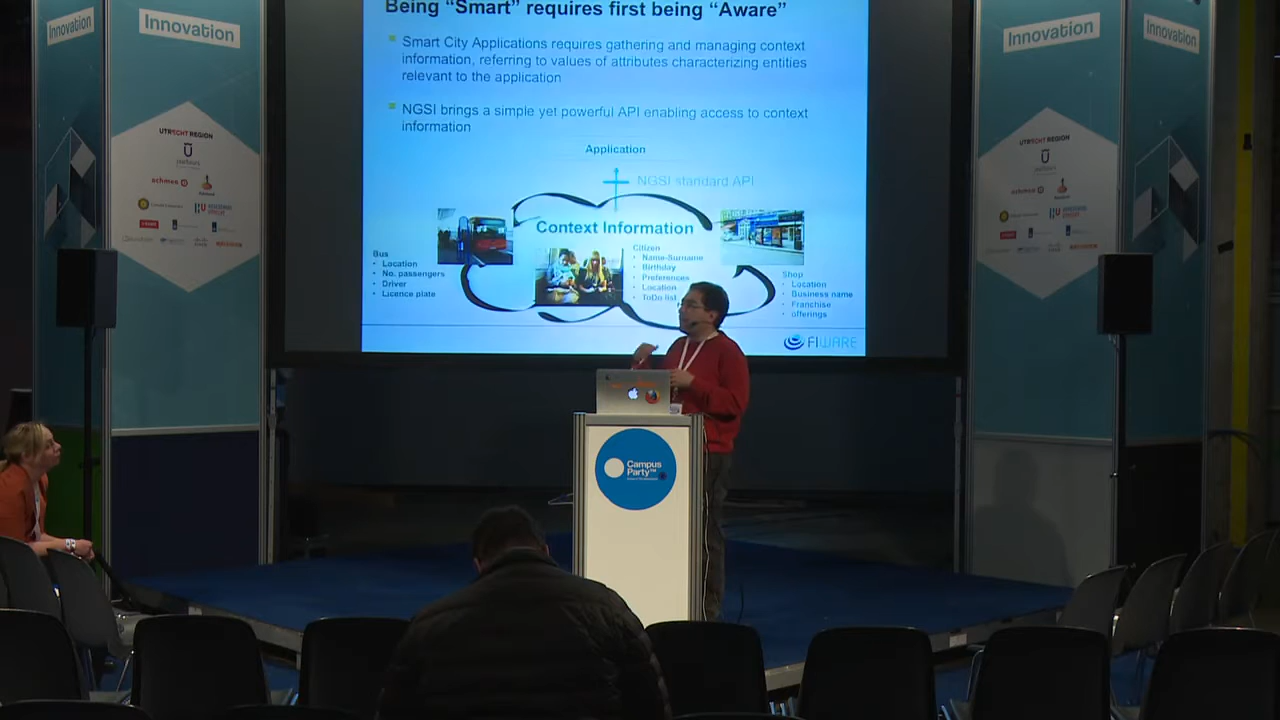 Being “Smart” requires first being “Aware”
Smart City Applications requires gathering and managing context
information, referring to values of attributes characterizing entities
relevant to the application
NGSI brings a simple yet powerful API enabling access to context
information
Application
NGSI standard API
Context Information
Bus
• Location
• No. passengers
• Driver
• Licence plate
Citizen
• Name-Surname
• Birthday
• Preferences
• Location
• ToDo list
Shop
• Location
• Business name
• Franchise
• offerings
FIWARE
Innovation
Innovation
Innovation
Innovation
UTRECHT REGION
achmea
UTRECHT REGION
achmea
Campus
Party™